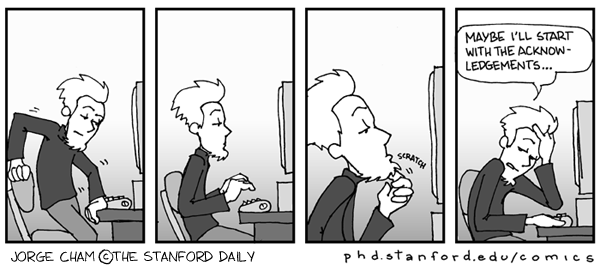 SCRATCH
MAYBE I'LL START
WITH THE ACKNOW-
LEDGEMENTS...
JORGE CHAM ©THE STANFORD DAILY
phd.stanford.edu/comics